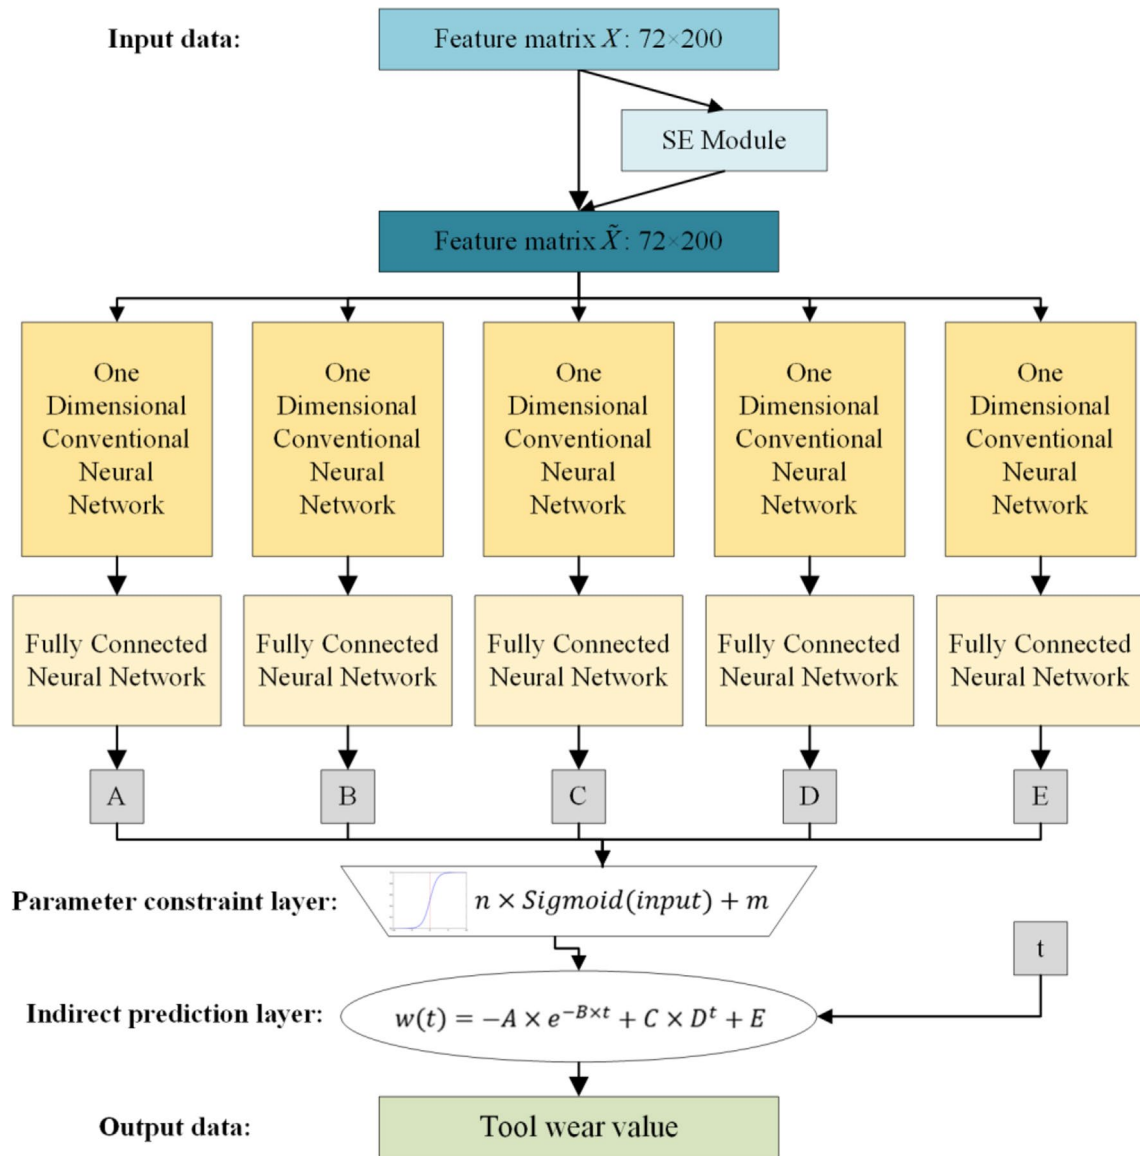 Input data:
Feature matrix X: 72×200
SE Module
Feature matrix X̃: 72×200
One
Dimensional
Conventional
Neural
Network
One
Dimensional
Conventional
Neural
Network
One
Dimensional
Conventional
Neural
Network
One
Dimensional
Conventional
Neural
Network
One
Dimensional
Conventional
Neural
Network
Fully Connected
Neural Network
Fully Connected
Neural Network
Fully Connected
Neural Network
Fully Connected
Neural Network
Fully Connected
Neural Network
A
B
C
D
E
Parameter constraint layer:
n × Sigmoid(input) + m
t
Indirect prediction layer:
w(t) = −A × e^{−B×t} + C × D^t + E
Output data:
Tool wear value